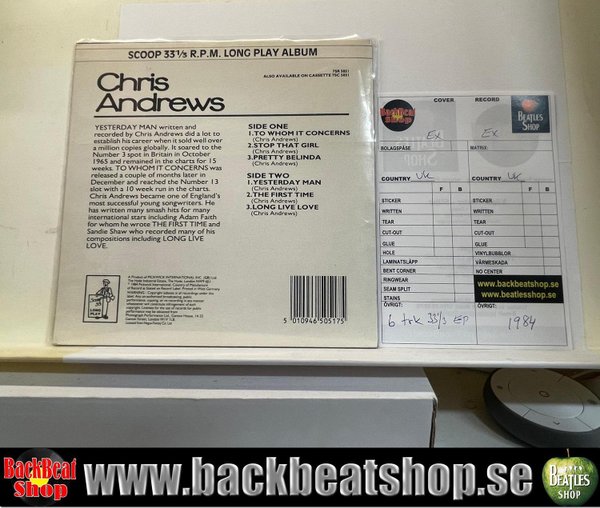 SCOOP 33⅓ R.P.M. LONG PLAY ALBUM
7SR 5021
ALSO AVAILABLE ON CASSETTE 7SC 5021
Chris
Andrews
YESTERDAY MAN written and
recorded by Chris Andrews did a lot to
establish his career when it sold well over
a million copies globally. It soared to the
Number 3 spot in Britain in October
1965 and remained in the charts for 15
weeks. TO WHOM IT CONCERNS was
released a couple of months later in
December and reached the Number 13
slot with a 10 week run in the charts.
Chris Andrews became one of England's
most successful young songwriters. He
has written many smash hits for many
international stars including Adam Faith
for whom he wrote THE FIRST TIME and
Sandie Shaw who recorded many of his
compositions including LONG LIVE
LOVE.
SIDE ONE
1.TO WHOM IT CONCERNS
(Chris Andrews)
2.STOP THAT GIRL
(Chris Andrews)
3.PRETTY BELINDA
(Chris Andrews)
SIDE TWO
1.YESTERDAY MAN
(Chris Andrews)
2.THE FIRST TIME
(Chris Andrews)
3.LONG LIVE LOVE
(Chris Andrews)
LONG
PLAY
5 010946 505175
BackBeat
Shop
COVER
RECORD
BEATLES
SHOP
Ex
Ex
BOLAGSPÅSE
MATRIX:
COUNTRY UK
COUNTRY UK
F B F B
STICKER STICKER
WRITTEN WRITTEN
TEAR TEAR
CUT-OUT CUT-OUT
GLUE GLUE
HOLE VINYLBUBBLOR
LAMINATSLÄPP VÄRMESKADA
BENT CORNER NO CENTER
RINGWEAR
SEAM SPLIT
STAINS
www.backbeatshop.se
www.beatlesshop.se
ÖVRIGT: ÖVRIGT:
6 trk 33⅓ EP
1984
BackBeat
Shop
www.backbeatshop.se
BEATLES
SHOP